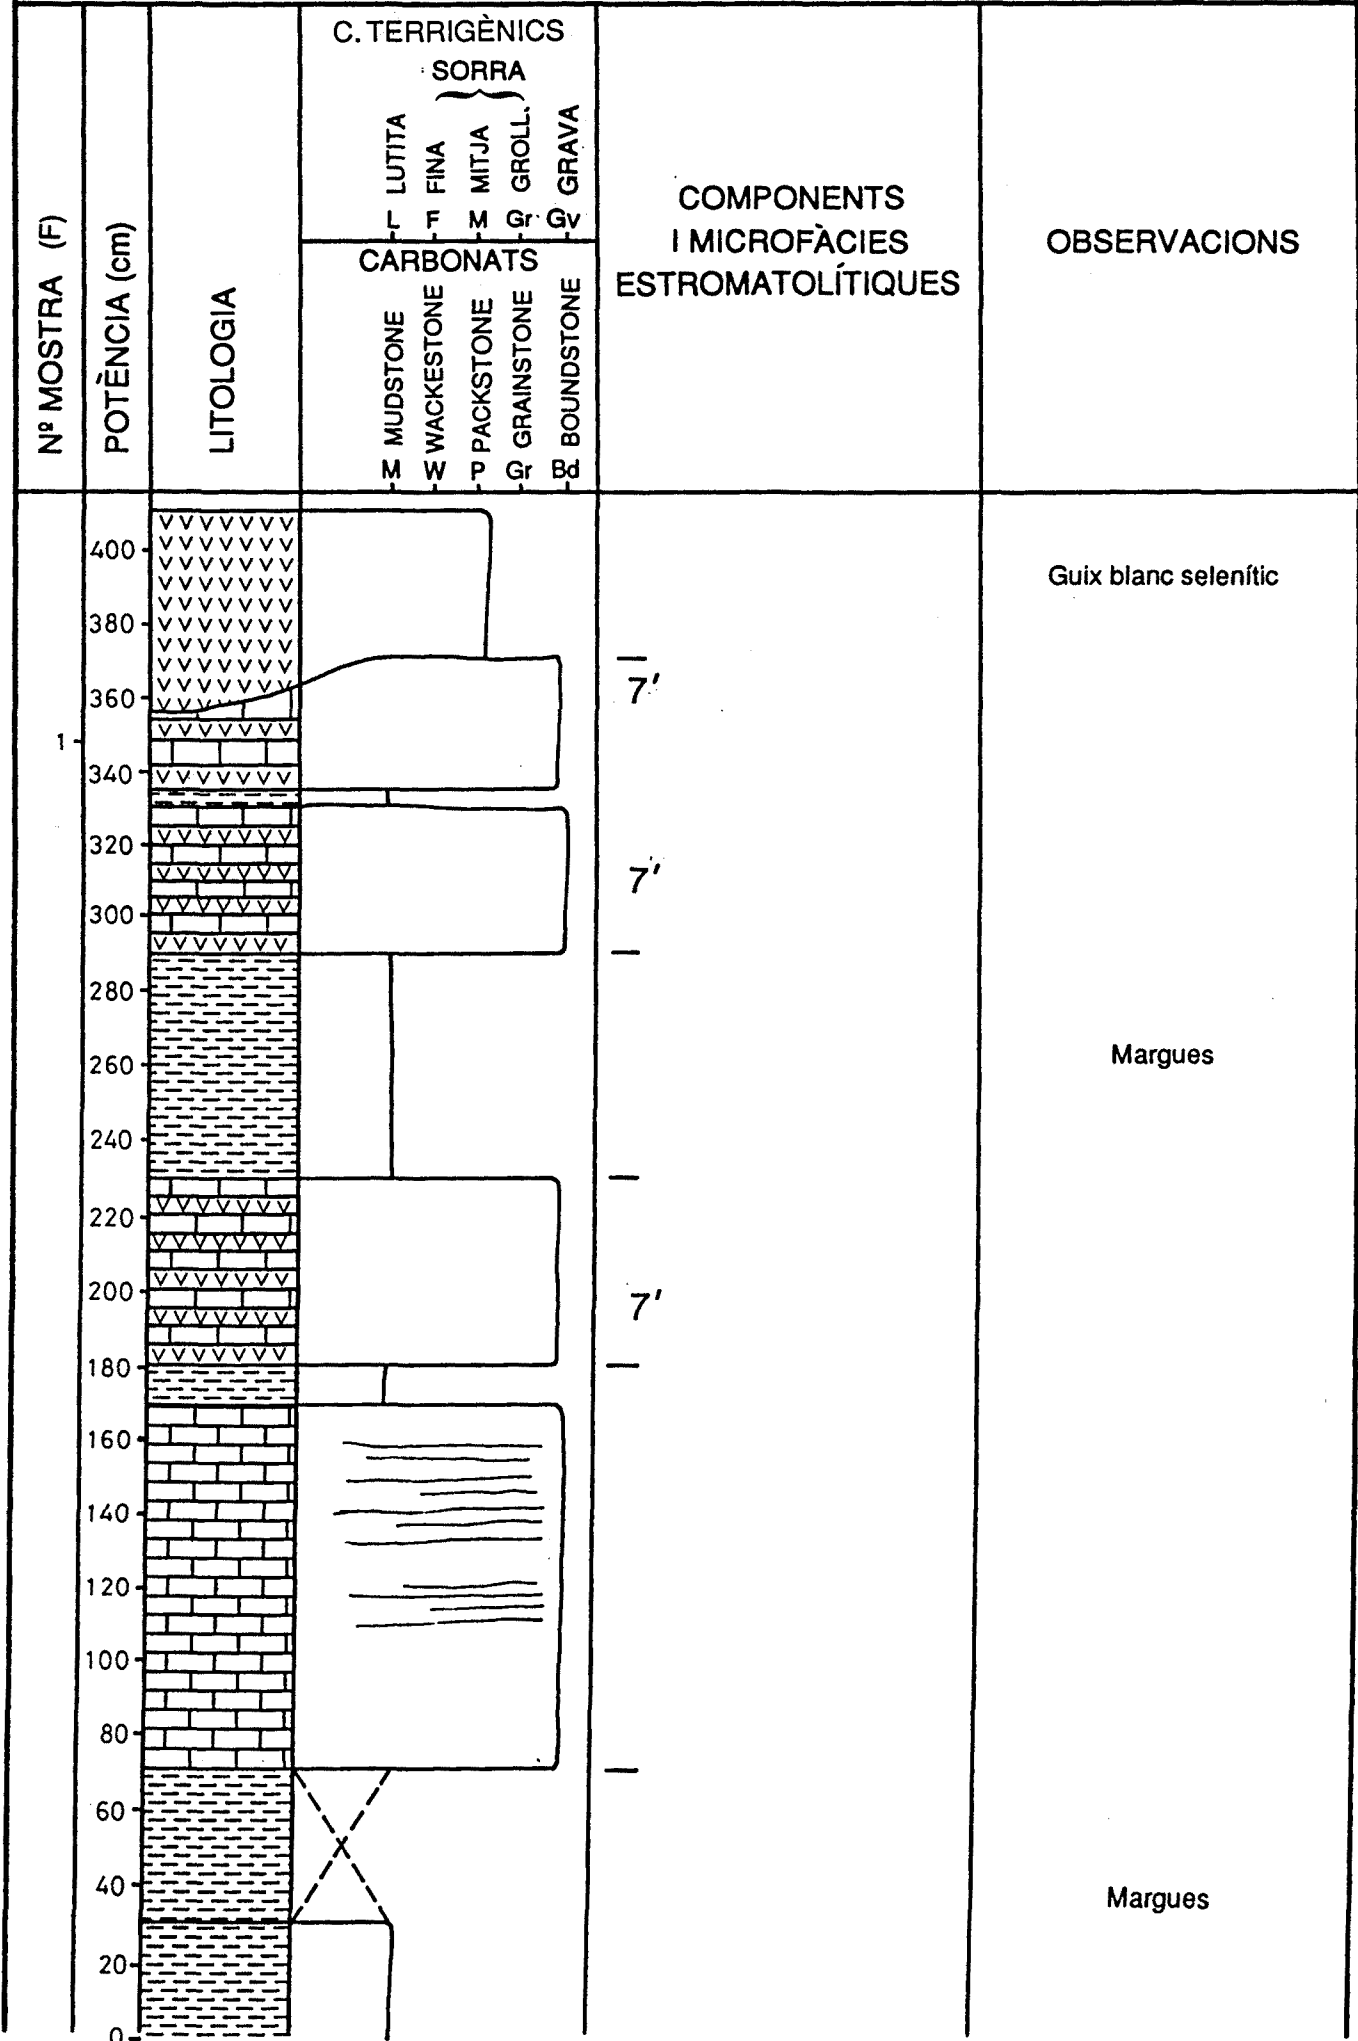 C. TERRIGÈNICS
SORRA
L LUTITA
F FINA
M MITJA
Gr GROLL.
Gv GRAVA
CARBONATS
M MUDSTONE
W WACKESTONE
P PACKSTONE
Gr GRAINSTONE
Bd BOUNDSTONE
Nº MOSTRA (F)
POTÈNCIA (cm)
LITOLOGIA
COMPONENTS
I MICROFÀCIES
ESTROMATOLÍTIQUES
OBSERVACIONS
400
Guix blanc selenític
380
7'
360
1
340
320
7'
300
280
260
Margues
240
220
200
7'
180
160
140
120
100
80
60
40
Margues
20
0